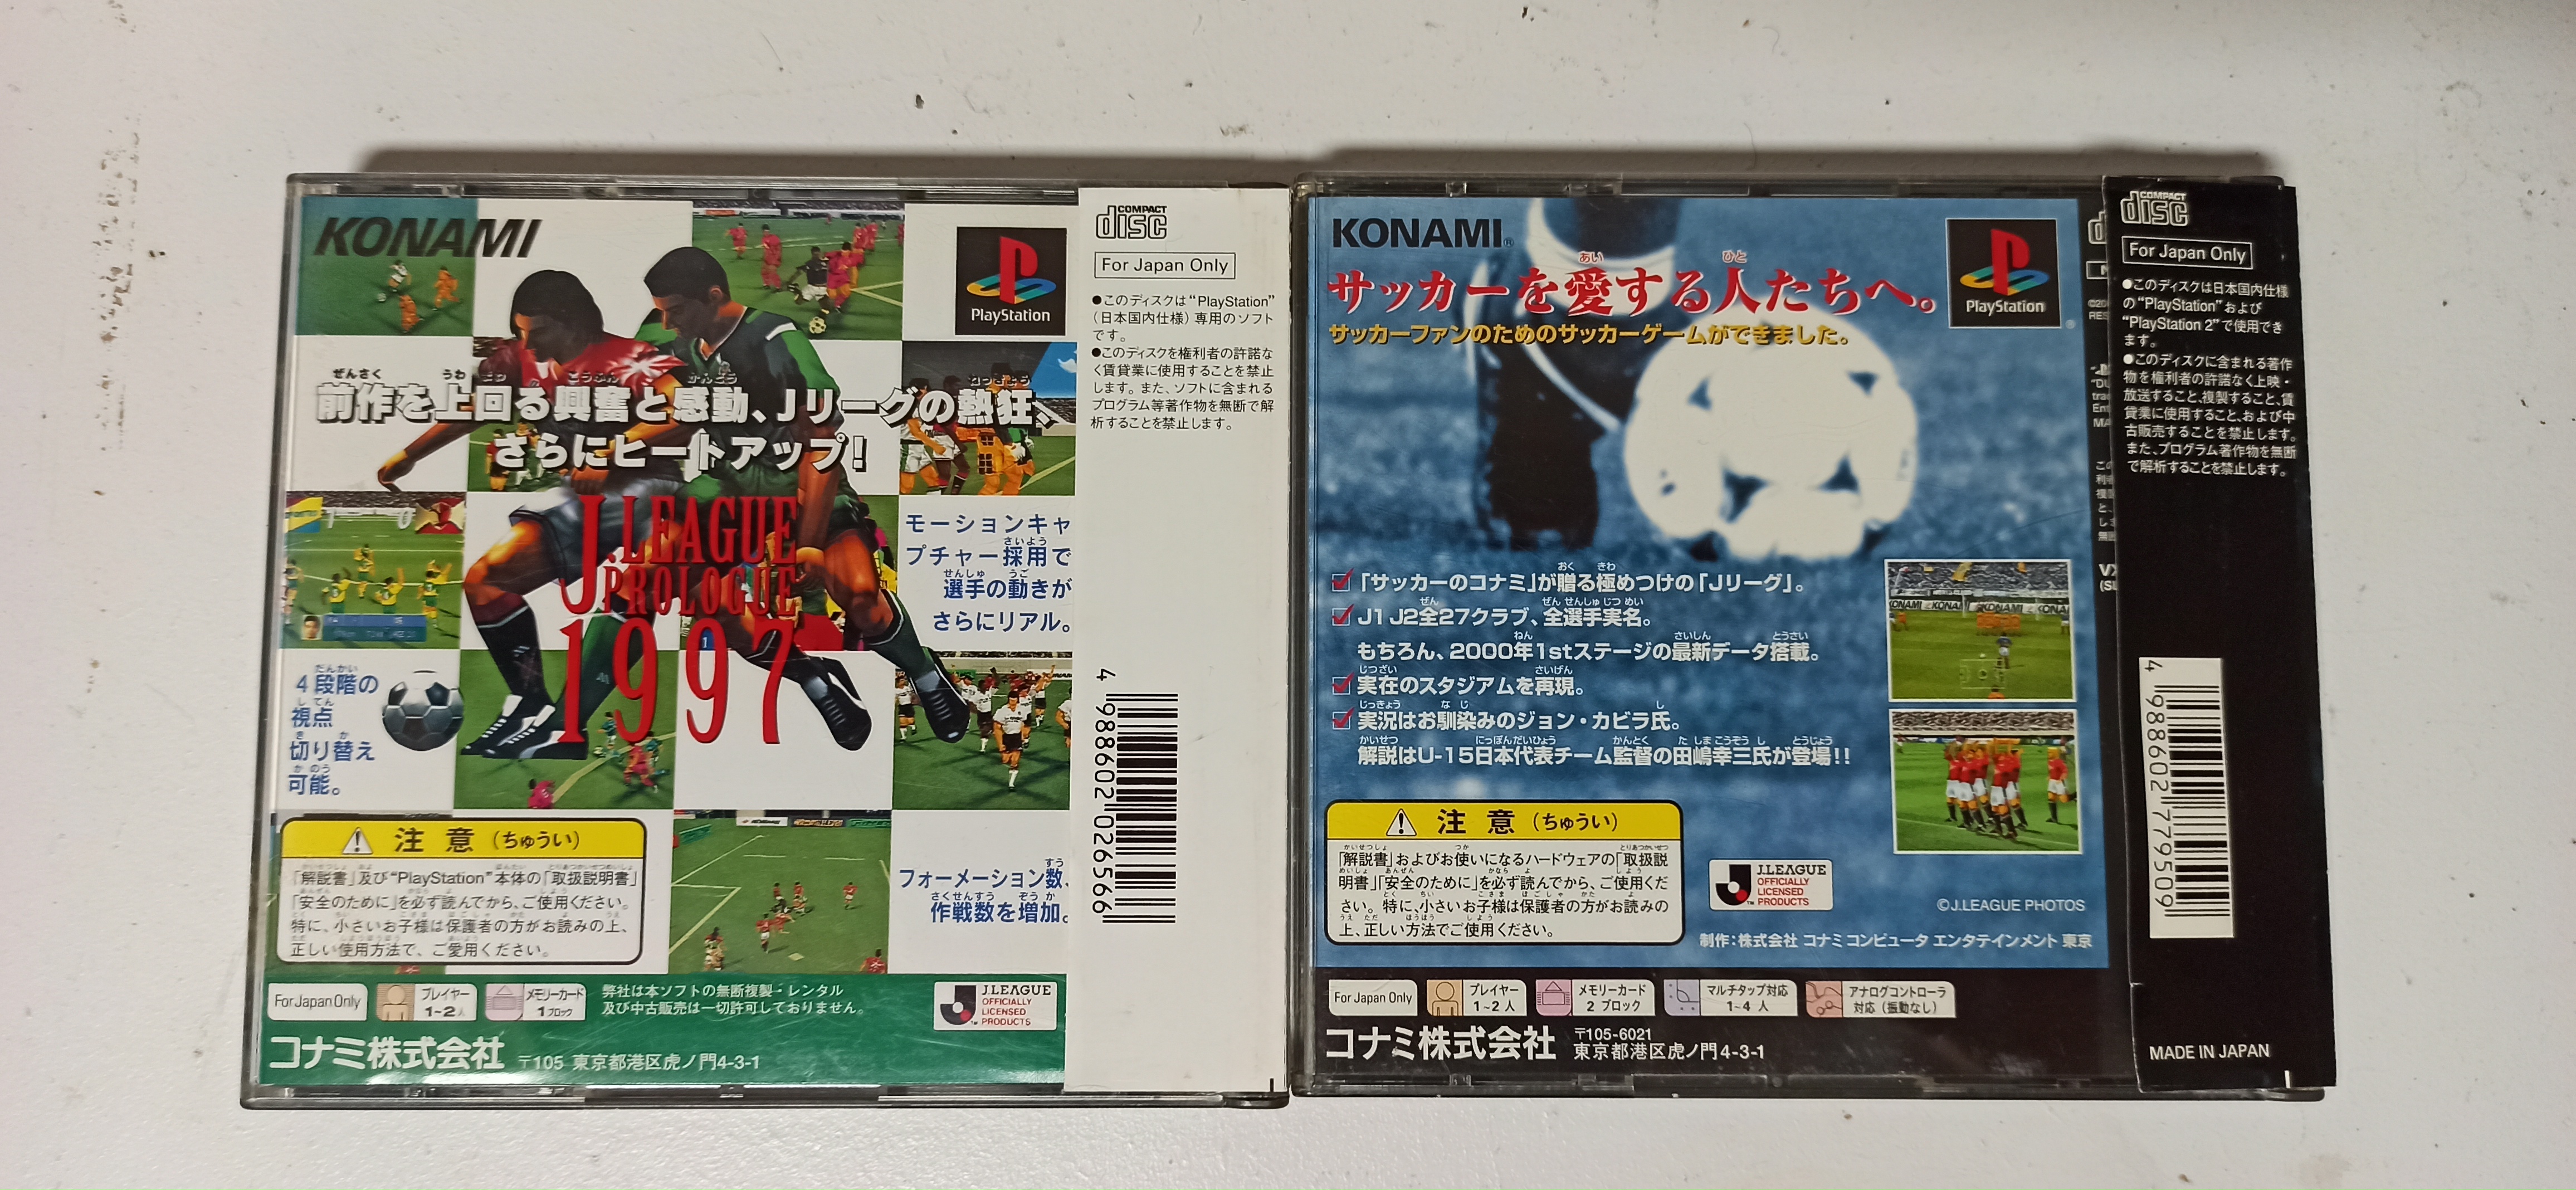 KONAMI
PlayStation
前作を上回る興奮と感動、Jリーグの熱狂、
さらにヒートアップ!
J.LEAGUE
PROLOGUE
1997
モーションキャ
プチャー採用で
選手の動きが
さらにリアル。
4段階の
視点
切り替え
可能。
フォーメーション数、
作戦数を増加。
注意(ちゅうい)
「解説書」及び“PlayStation”本体の「取扱説明書」
「安全のために」を必ず読んでから、ご使用ください。
特に、小さいお子様は保護者の方がお読みの上、
正しい使用方法で、ご愛用ください。
For Japan Only
プレイヤー
1~2人
メモリーカード
1ブロック
弊社は本ソフトの無断複製・レンタル
及び中古販売は一切許可しておりません。
J.LEAGUE
OFFICIALLY
LICENSED
PRODUCTS
コナミ株式会社 〒105 東京都港区虎ノ門4-3-1
COMPACT
disc
For Japan Only
●このディスクは“PlayStation”
(日本国内仕様)専用のソフト
です。
●このディスクを権利者の許諾な
く賃貸業に使用することを禁止
します。また、ソフトに含まれる
プログラム等著作物を無断で解
析することを禁止します。
4 988602 026566
KONAMI
PlayStation
サッカーを愛する人たちへ。
サッカーファンのためのサッカーゲームができました。
「サッカーのコナミ」が贈る極めつけの「Jリーグ」。
J1 J2全27クラブ、全選手実名。
もちろん、2000年1stステージの最新データ搭載。
実在のスタジアムを再現。
実況はお馴染みのジョン・カビラ氏。
解説はU-15日本代表チーム監督の田嶋幸三氏が登場!!
注意(ちゅうい)
「解説書」およびお使いになるハードウェアの「取扱説
明書」「安全のために」を必ず読んでから、ご使用くだ
さい。特に、小さいお子様は保護者の方がお読みの
上、正しい方法でご使用ください。
J.LEAGUE
OFFICIALLY
LICENSED
PRODUCTS
©J.LEAGUE PHOTOS
制作:株式会社 コナミコンピュータ エンタテインメント 東京
For Japan Only
プレイヤー
1~2人
メモリーカード
2 ブロック
マルチタップ対応
1~4 人
アナログコントローラ
対応(振動なし)
コナミ株式会社
〒105-6021
東京都港区虎ノ門4-3-1
COMPACT
disc
For Japan Only
●このディスクは日本国内仕様
の“PlayStation”および
“PlayStation 2”で使用でき
ます。
●このディスクに含まれる著作
物を権利者の許諾なく上映・
放送すること、複製すること、賃
貸業に使用すること、および中
古販売することを禁止します。
また、プログラム著作物を無断
で解析することを禁止します。
4 988602 779509
MADE IN JAPAN